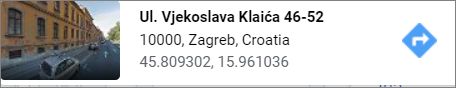 Ul. Vjekoslava Klaića 46-52
10000, Zagreb, Croatia
45.809302, 15.961036